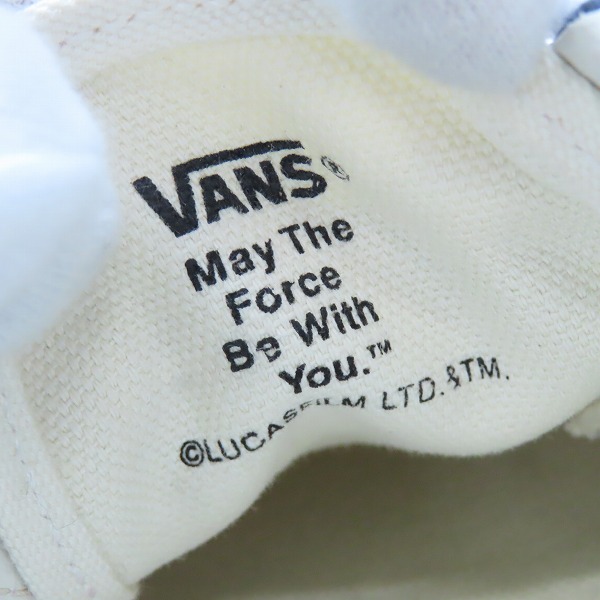 VANS®
May The
Force
Be With
You.™
©LUCASFILM LTD.&TM.